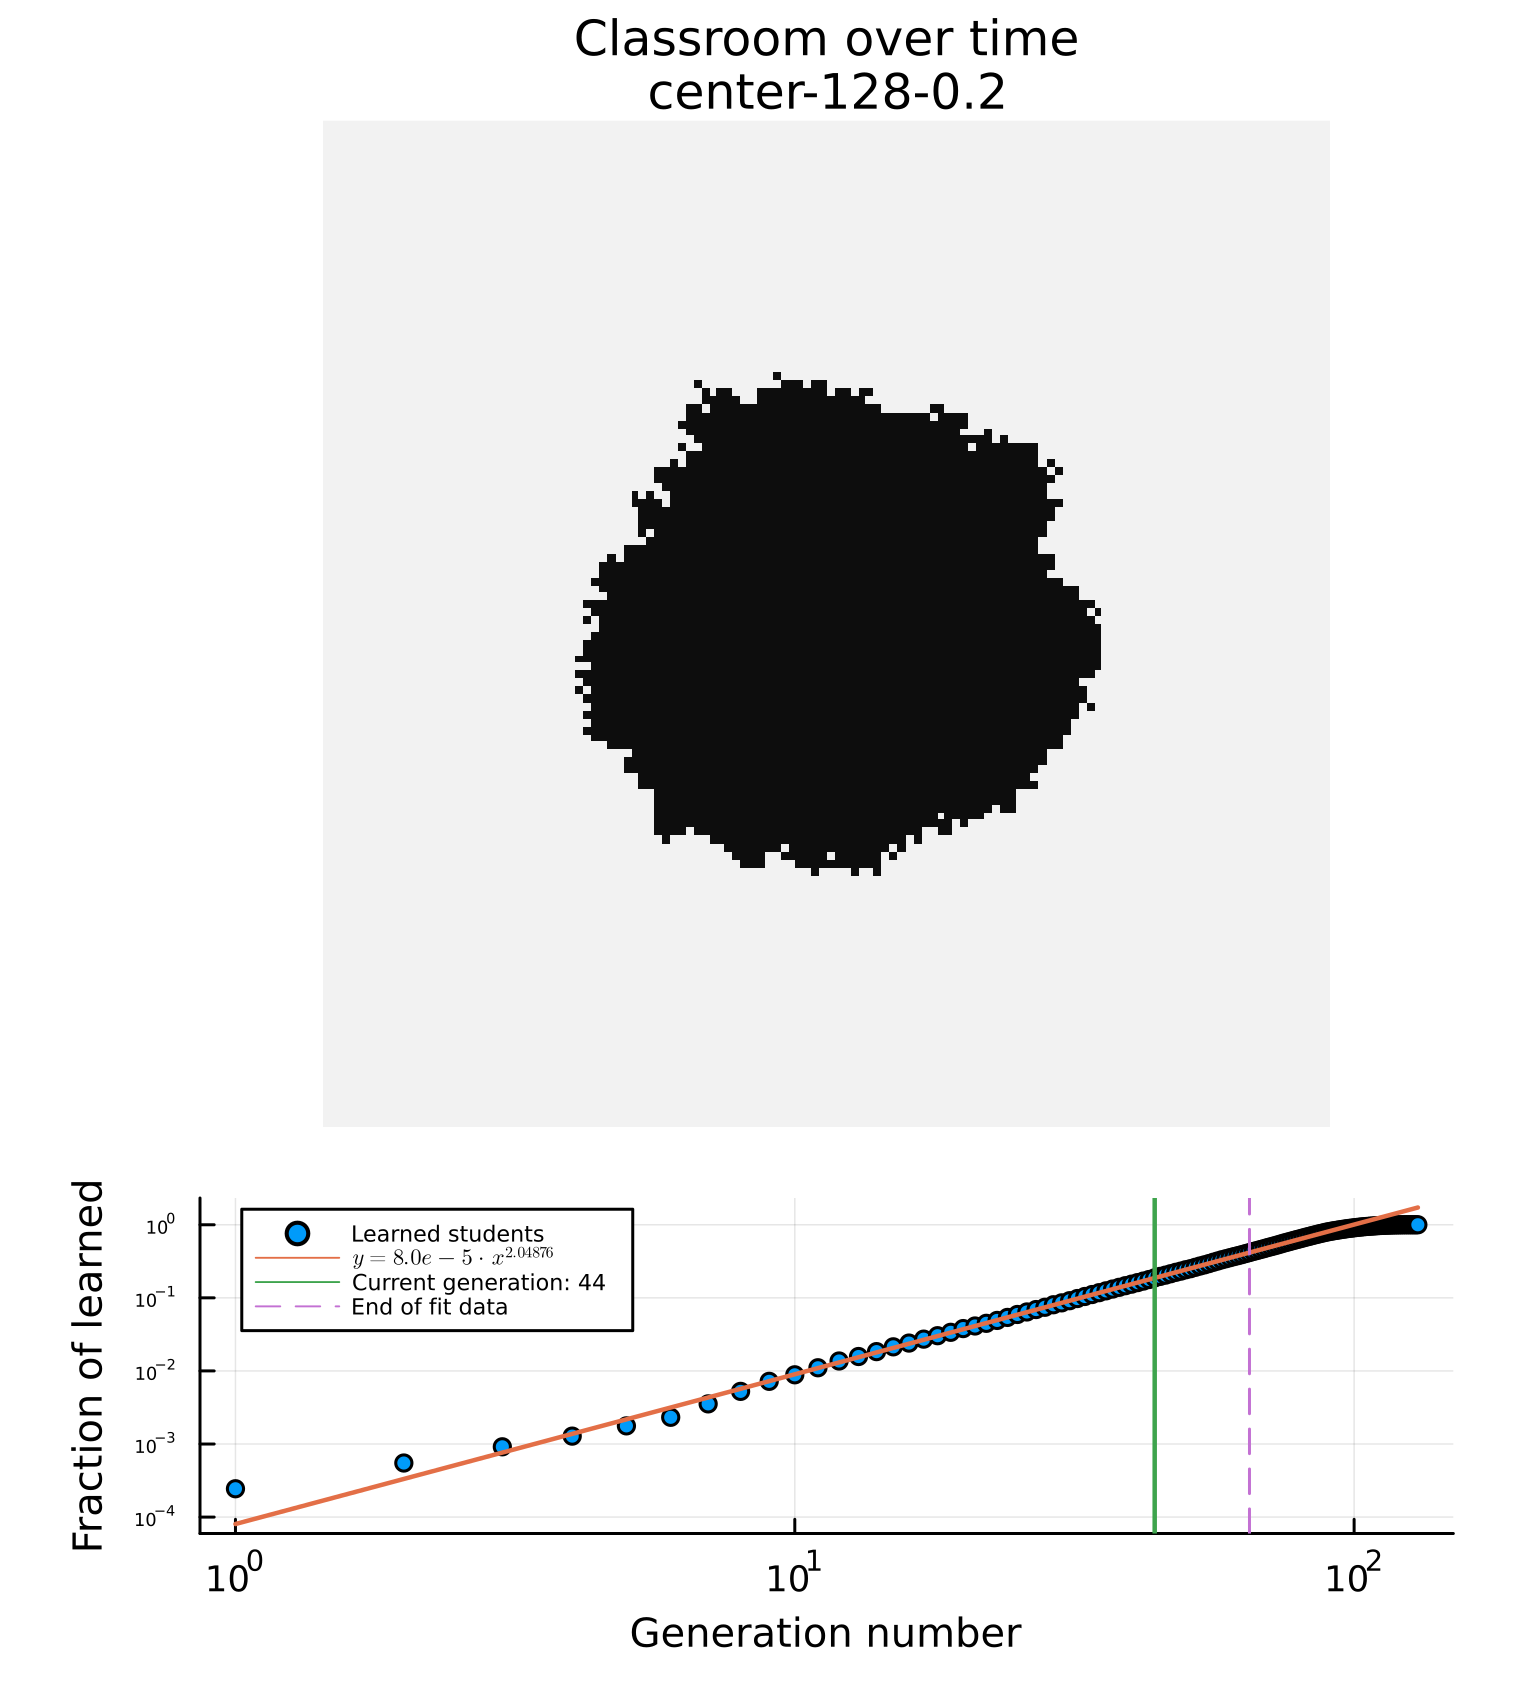 Classroom over time
center-128-0.2
Fraction of learned
10^0
10^-1
10^-2
10^-3
10^-4
Learned students
y = 8.0e − 5 · x^2.04876
Current generation: 44
End of fit data
10^0 10^1 10^2
Generation number